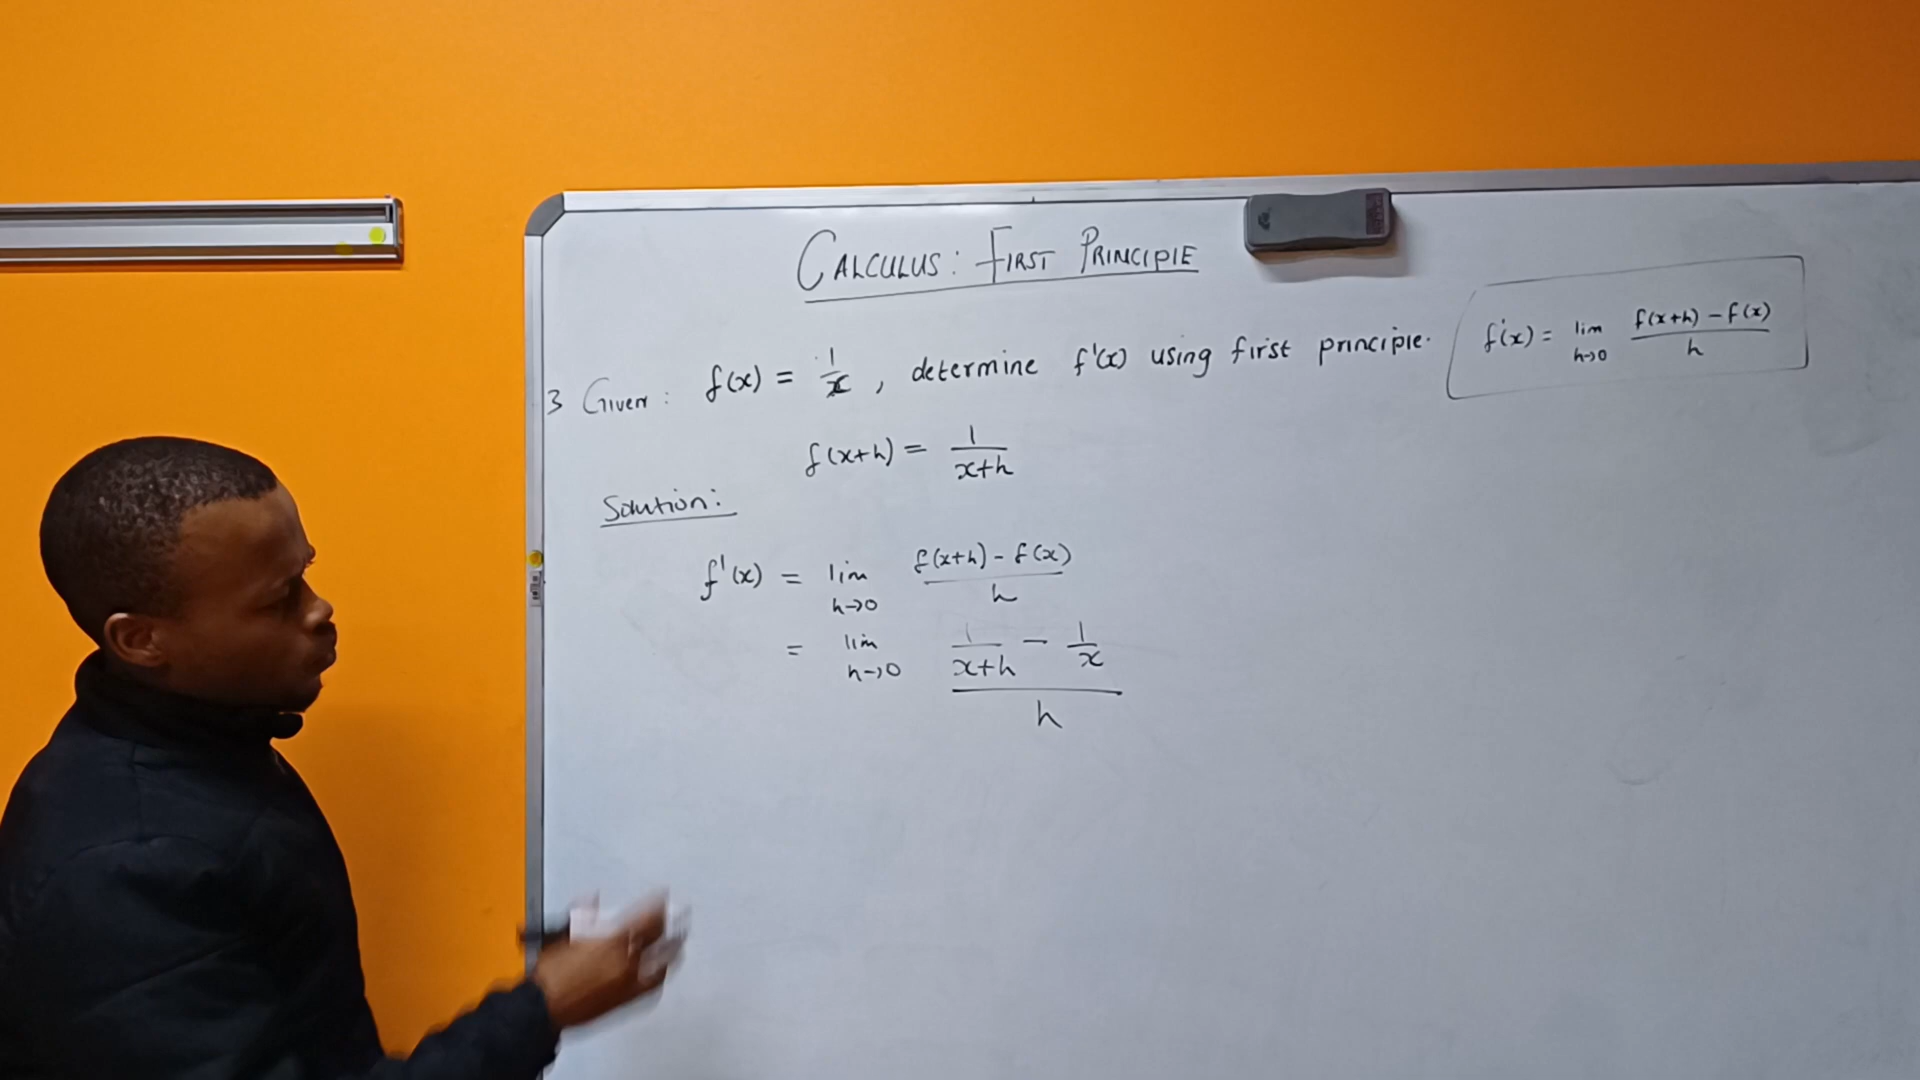 CALCULUS: FIRST PRINCIPLE
3 Given: f(x) = 1/x, determine f'(x) using first principle.
f'(x) = lim h→0 f(x+h) - f(x) / h
f(x+h) = 1/x+h
Solution:
f'(x) = lim h→0 f(x+h) - f(x) / h
= lim h→0 1/x+h - 1/x / h